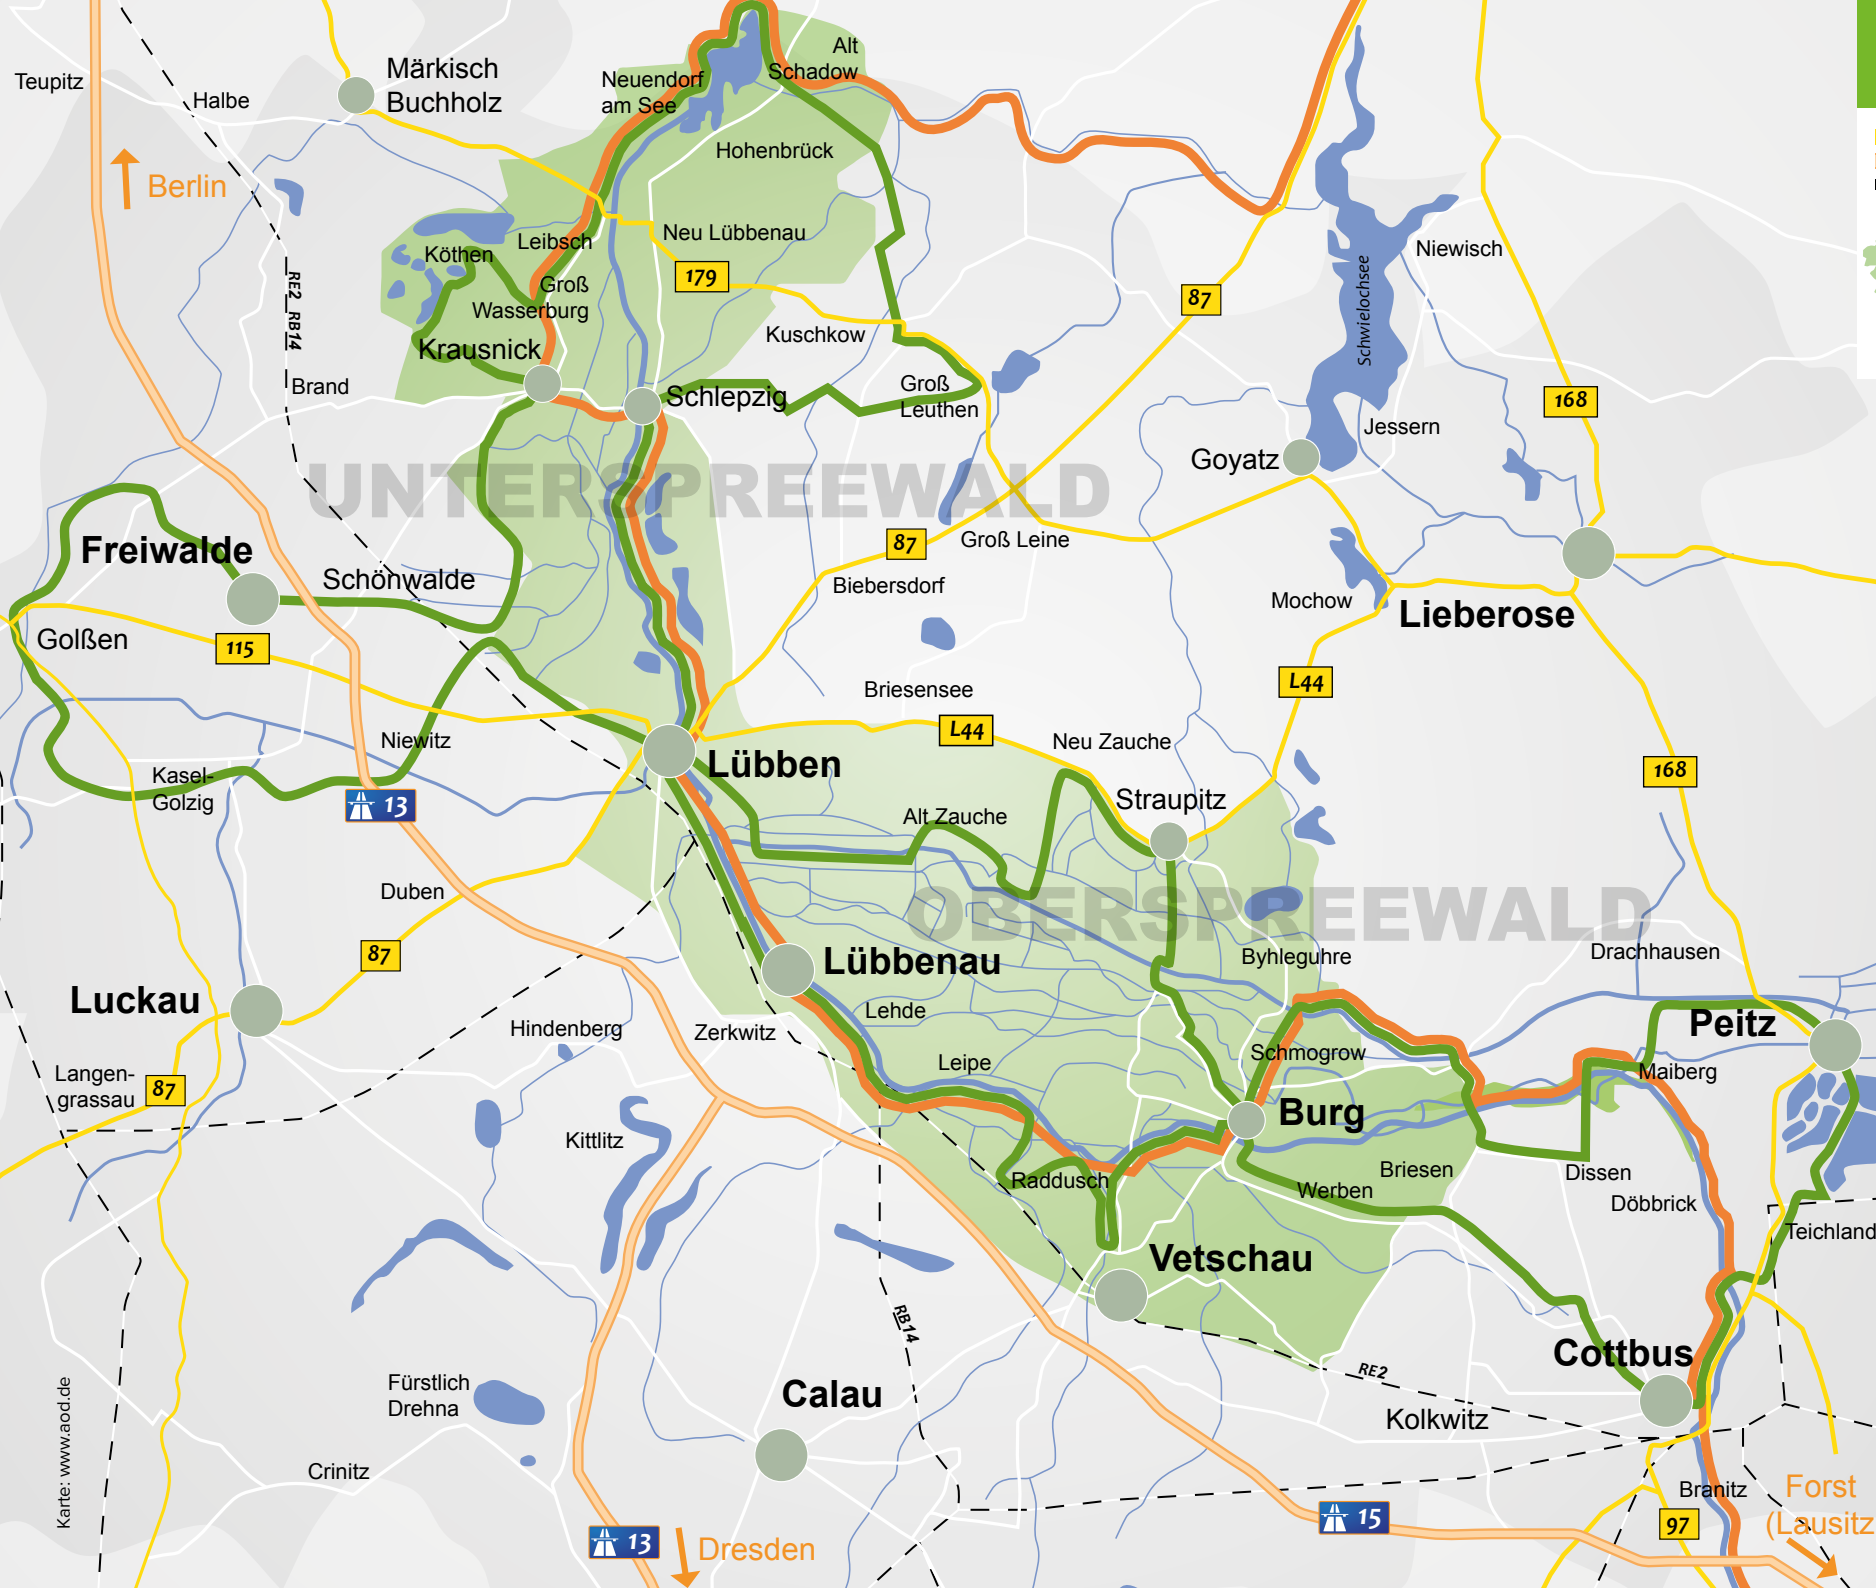 Teupitz
Halbe
Märkisch
Buchholz
Neuendorf
am See
Alt
Schadow
Berlin
Hohenbrück
Köthen
Leibsch
Neu Lübbenau
Niewisch
RE2 RB14
Groß
Wasserburg
179
87
Schwielochsee
Kuschkow
Krausnick
Brand
Schlepzig
Groß
Leuthen
168
Jessern
Goyatz
UNTERSPREEWALD
Freiwalde
Schönwalde
87
Groß Leine
Biebersdorf
Mochow
Lieberose
Golßen
115
Briesensee
L44
L44
Niewitz
Lübben
Neu Zauche
Kasel-
Golzig
13
Straupitz
168
Alt Zauche
Duben
OBERSPREEWALD
87
Lübbenau
Byhleguhre
Drachhausen
Luckau
Lehde
Peitz
Hindenberg
Zerkwitz
Schmogrow
Leipe
Maiberg
Langen-
grassau
87
Burg
Kittlitz
Raddusch
Werben
Briesen
Dissen
Döbbrick
Teichland
Vetschau
RB14
Cottbus
RE2
Fürstlich
Drehna
Calau
Kolkwitz
Karte: www.aod.de
Crinitz
Branitz
Forst
(Lausitz
15
97
13
Dresden